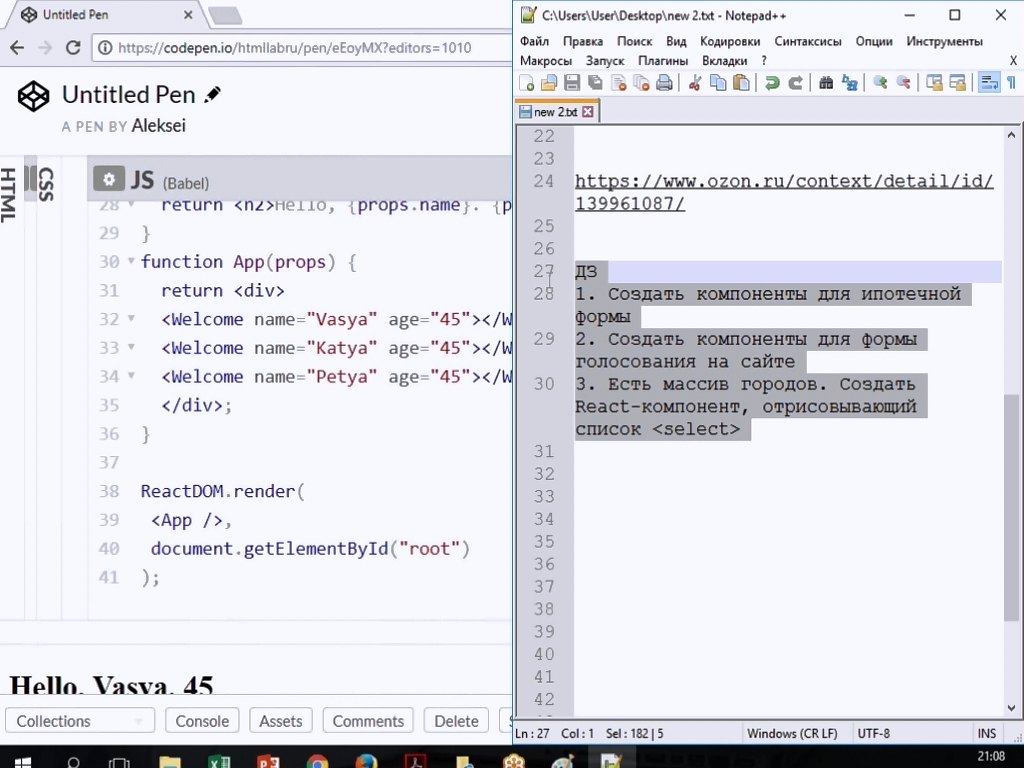 Untitled Pen
https://codepen.io/htmllabru/pen/eEoyMX?editors=1010
Untitled Pen
A PEN BY Aleksei
HTML
CSS
JS (Babel)
28 return <h2>Hello, {props.name}. {p
29 }
30 function App(props) {
31 return <div>
32 <Welcome name="Vasya" age="45"></W
33 <Welcome name="Katya" age="45"></W
34 <Welcome name="Petya" age="45"></W
35 </div>;
36 }
37
38 ReactDOM.render(
39 <App />,
40 document.getElementById("root")
41 );
Hello, Vasya. 45
Collections Console Assets Comments Delete
C:\Users\User\Desktop\new 2.txt - Notepad++
Файл Правка Поиск Вид Кодировки Синтаксисы Опции Инструменты
Макросы Запуск Плагины Вкладки ? X
new 2.txt
22
23
24 https://www.ozon.ru/context/detail/id/
139961087/
25
26
27 ДЗ
28 1. Создать компоненты для ипотечной
формы
29 2. Создать компоненты для формы
голосования на сайте
30 3. Есть массив городов. Создать
React-компонент, отрисовывающий
список <select>
31
32
33
34
35
36
37
38
39
40
41
42
Ln : 27 Col : 1 Sel : 182 | 5 Windows (CR LF) UTF-8 INS
21:08